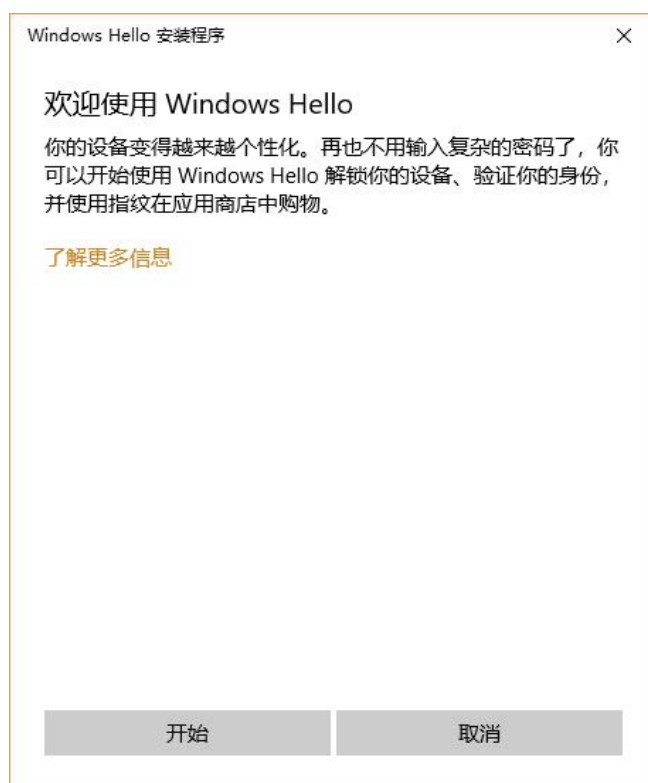 Windows Hello 安装程序
欢迎使用 Windows Hello
你的设备变得越来越个性化。再也不用输入复杂的密码了，你
可以开始使用 Windows Hello 解锁你的设备、验证你的身份，
并使用指纹在应用商店中购物。
了解更多信息
开始
取消